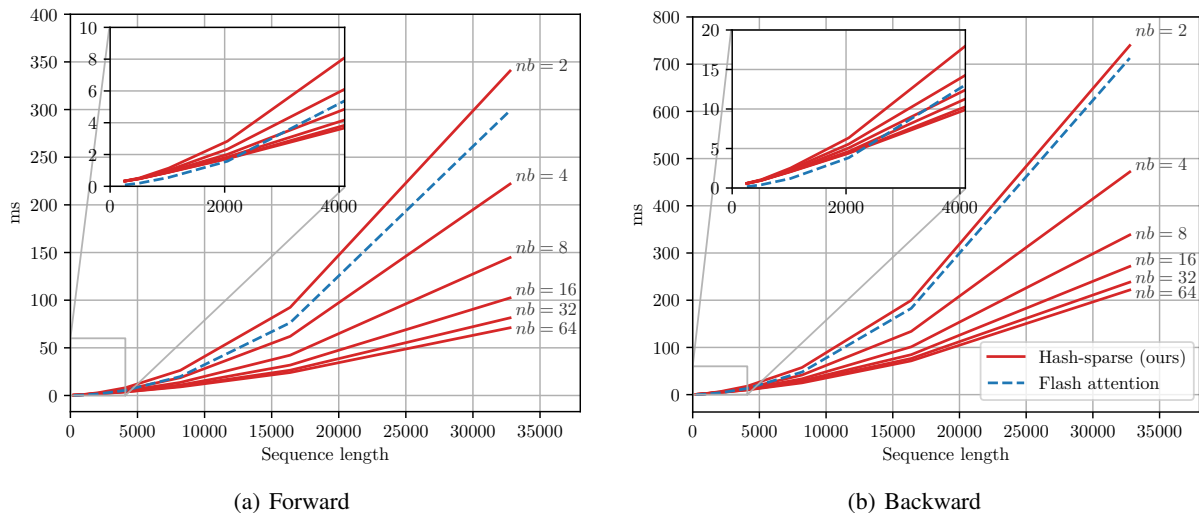 400
350
300
250
200
150
100
50
0
ms
10
8
6
4
2
0
0
2000
4000
nb = 2
nb = 4
nb = 8
nb = 16
nb = 32
nb = 64
0
5000
10000
15000
20000
25000
30000
35000
Sequence length
(a) Forward
800
700
600
500
400
300
200
100
0
ms
20
15
10
5
0
0
2000
4000
nb = 2
nb = 4
nb = 8
nb = 16
nb = 32
nb = 64
Hash-sparse (ours)
Flash attention
0
5000
10000
15000
20000
25000
30000
35000
Sequence length
(b) Backward